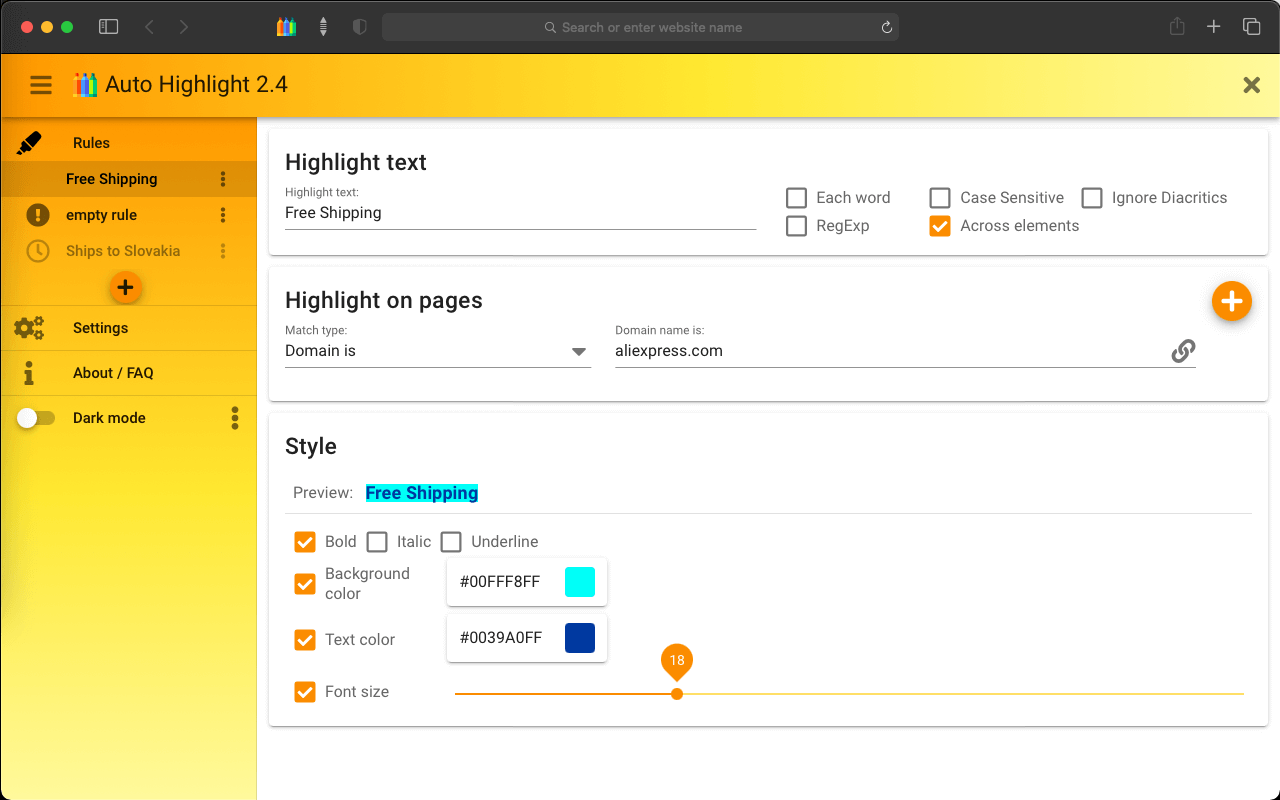 Search or enter website name
Auto Highlight 2.4
Rules
Free Shipping
empty rule
Ships to Slovakia
Settings
About / FAQ
Dark mode
Highlight text
Highlight text:
Free Shipping
Each word
Case Sensitive
Ignore Diacritics
RegExp
Across elements
Highlight on pages
Match type:
Domain is
Domain name is:
aliexpress.com
Style
Preview: Free Shipping
Bold
Italic
Underline
Background
color
#00FFF8FF
Text color
#0039A0FF
18
Font size